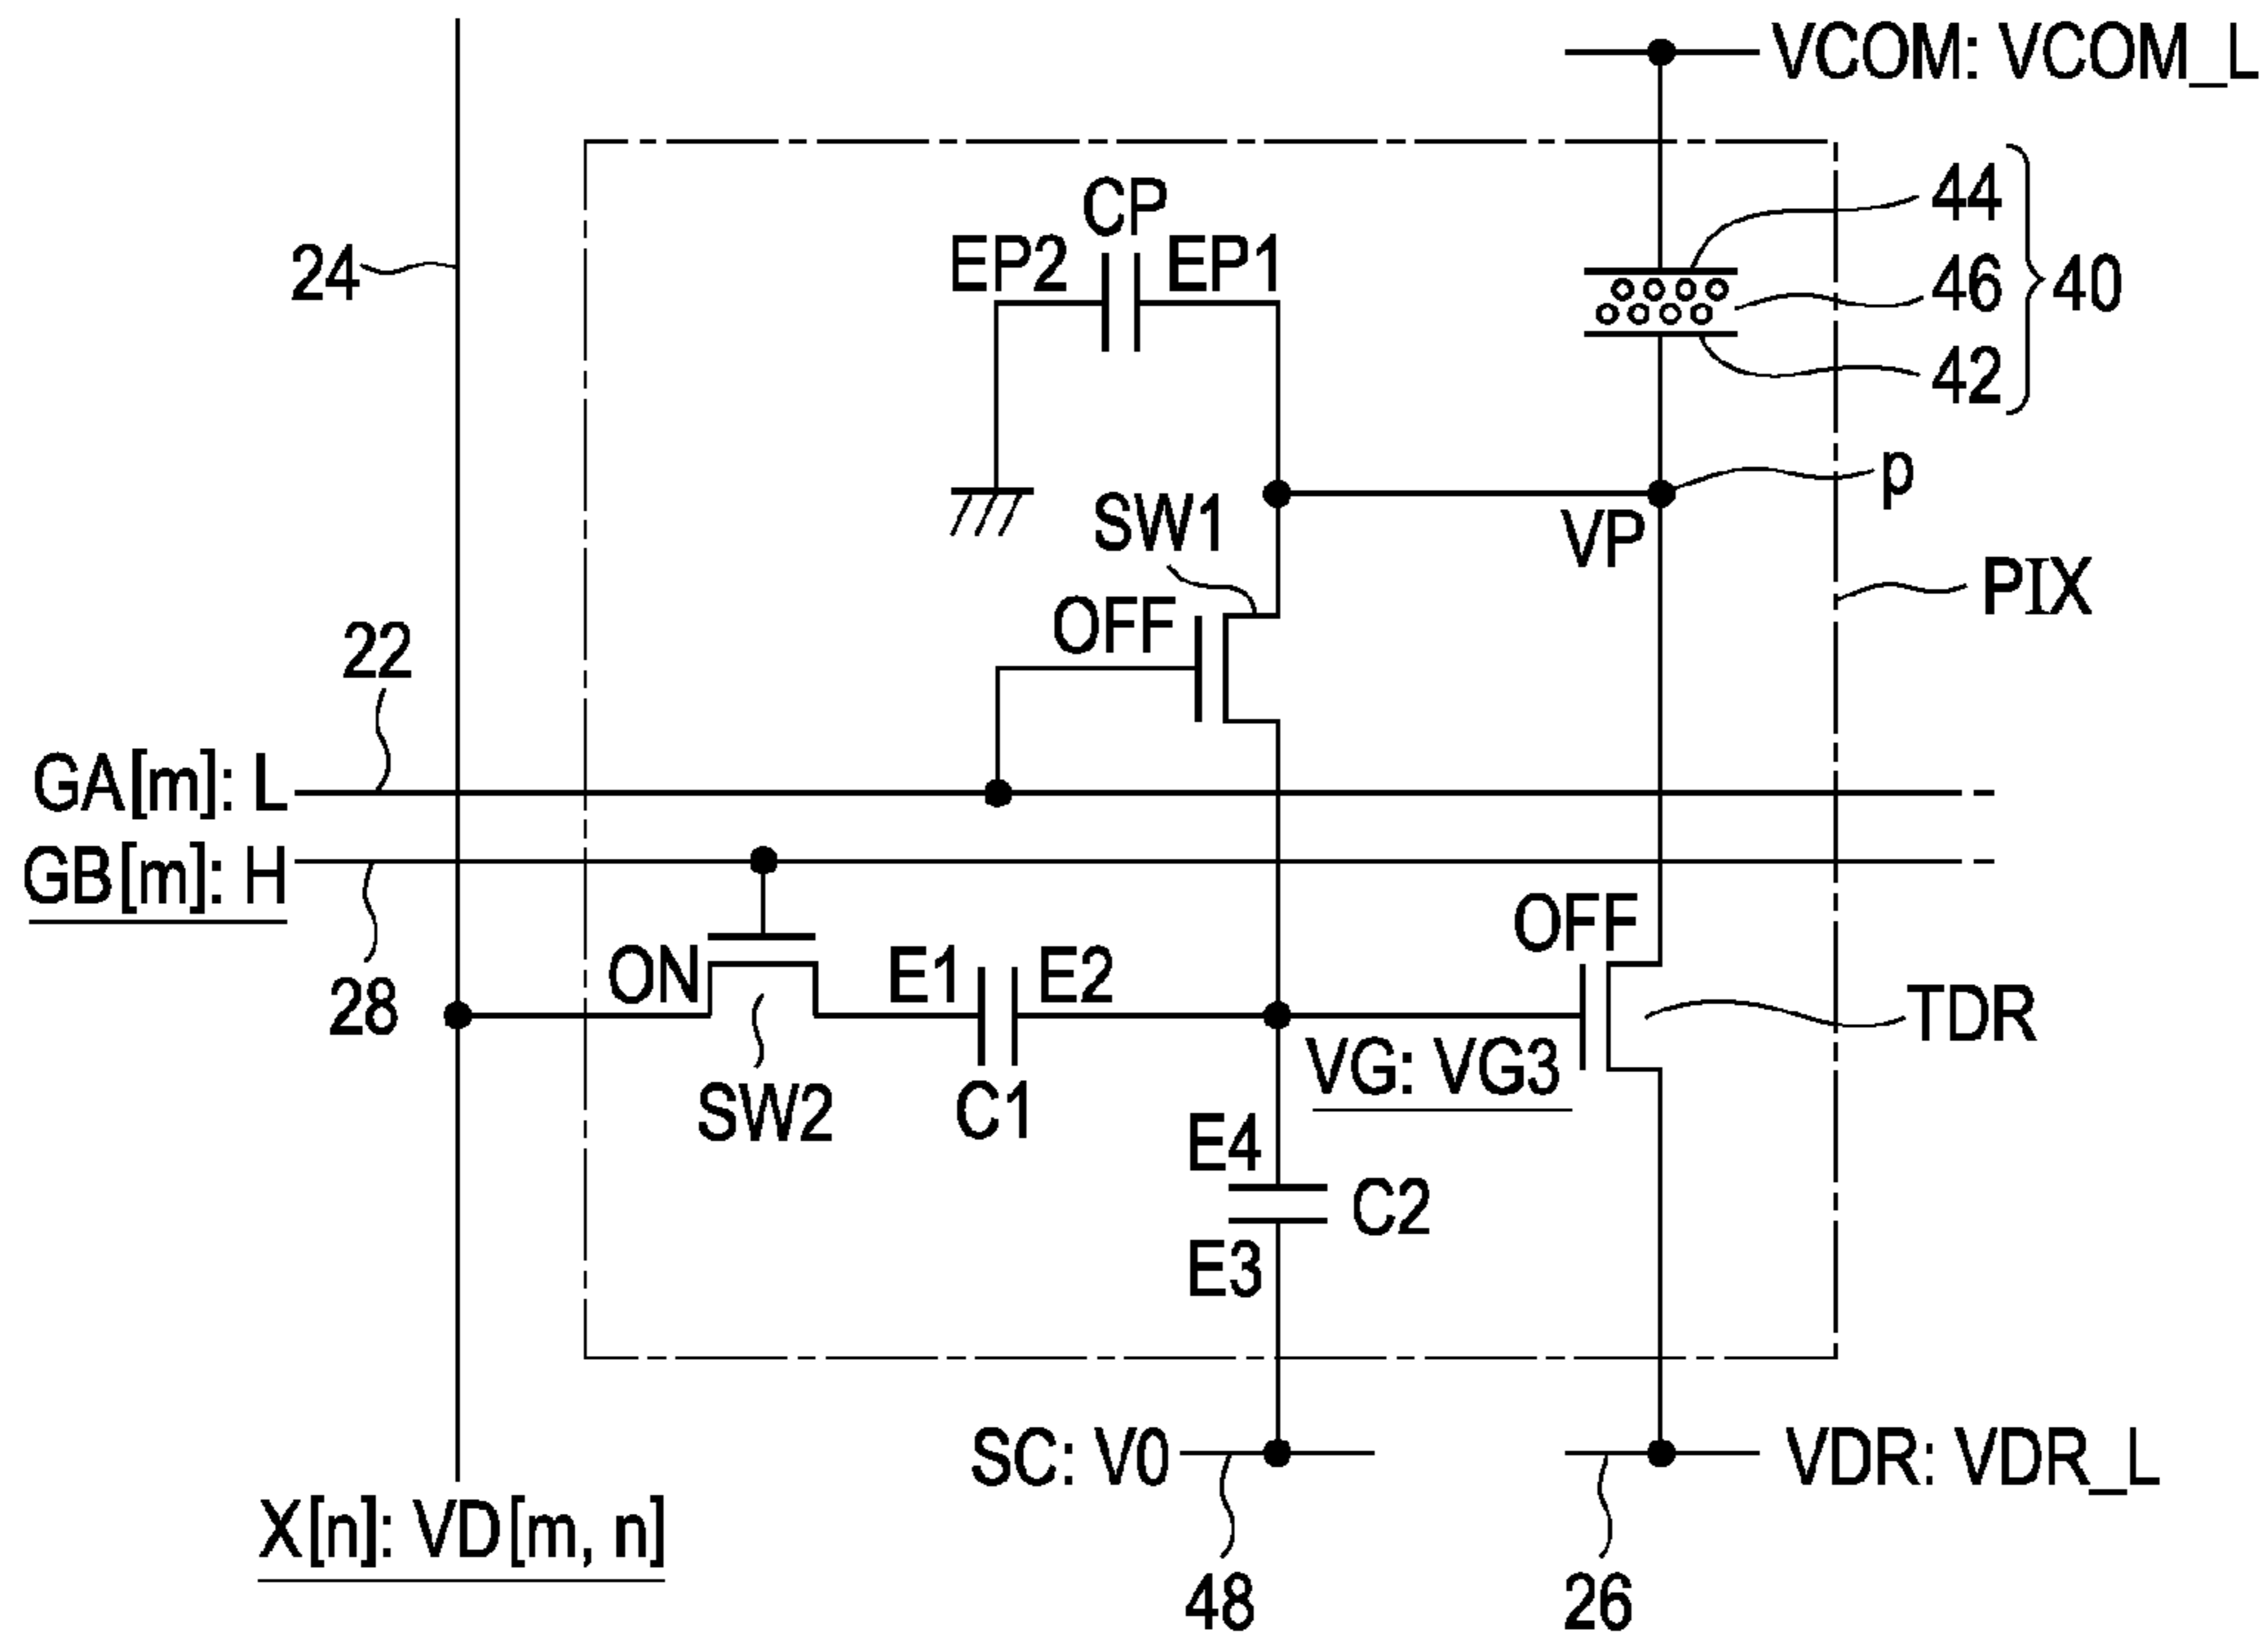 VCOM: VCOM_L
44
CP
24
EP2
EP1
46
40
42
p
SW1
VP
PIX
OFF
22
GA[m]: L
GB[m]: H
OFF
ON
E1
E2
28
TDR
VG: VG3
SW2
C1
E4
C2
E3
SC: V0
VDR: VDR_L
X[n]: VD[m, n]
48
26